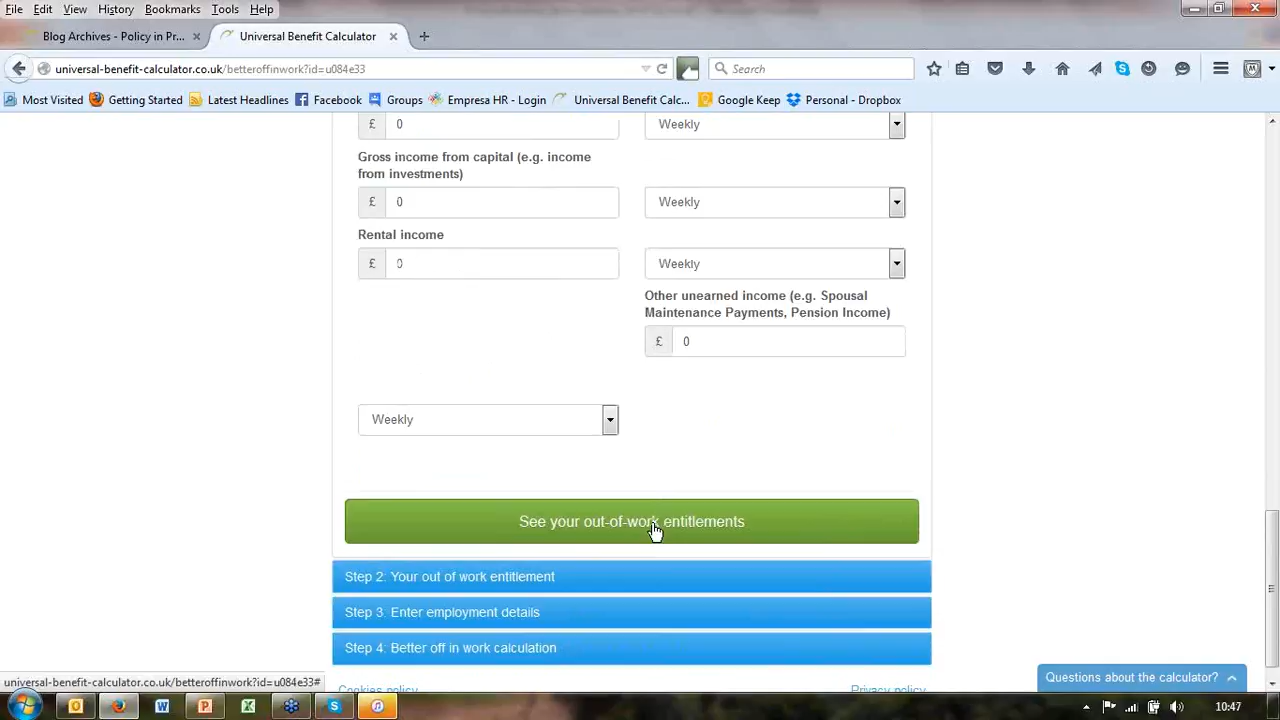 File Edit View History Bookmarks Tools Help
Blog Archives - Policy in Pr... × Universal Benefit Calculator ×
universal-benefit-calculator.co.uk/betteroffinwork?id=u084e33 Search
Most Visited Getting Started Latest Headlines Facebook Groups Empresa HR - Login Universal Benefit Calc... Google Keep Personal - Dropbox
£ 0 Weekly
Gross income from capital (e.g. income
from investments)
£ 0 Weekly
Rental income
£ 0 Weekly
Other unearned income (e.g. Spousal
Maintenance Payments, Pension Income)
£ 0
Weekly
See your out-of-work entitlements
Step 2: Your out of work entitlement
Step 3: Enter employment details
Step 4: Better off in work calculation
universal-benefit-calculator.co.uk/betteroffinwork?id=u084e33#
Cookies policy Privacy policy
Questions about the calculator?
10:47